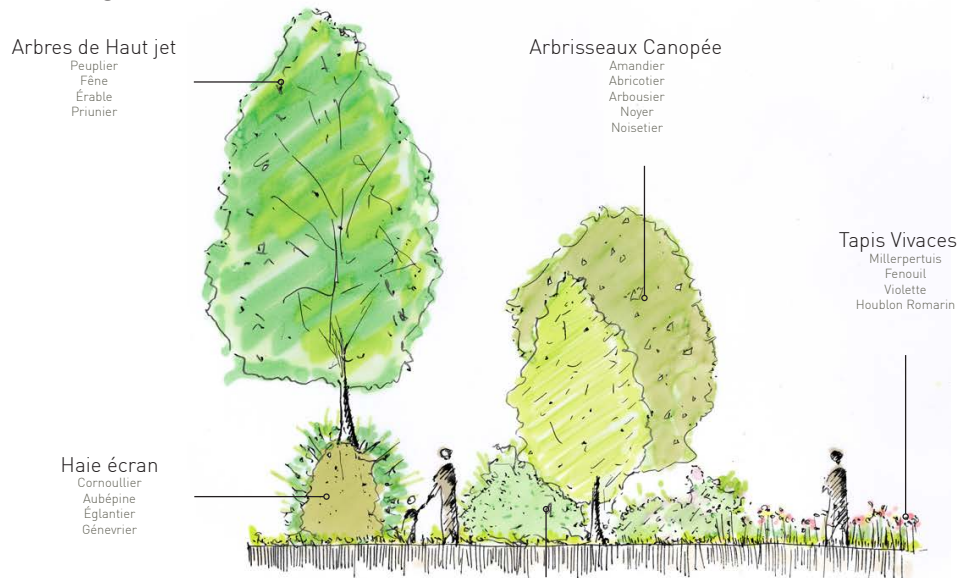 Arbres de Haut jet
Peuplier
Fêne
Érable
Priunier
Arbrisseaux Canopée
Amandier
Abricotier
Arbousier
Noyer
Noisetier
Tapis Vivaces
Millerpertuis
Fenouil
Violette
Houblon Romarin
Haie écran
Cornoullier
Aubépine
Églantier
Génevrier